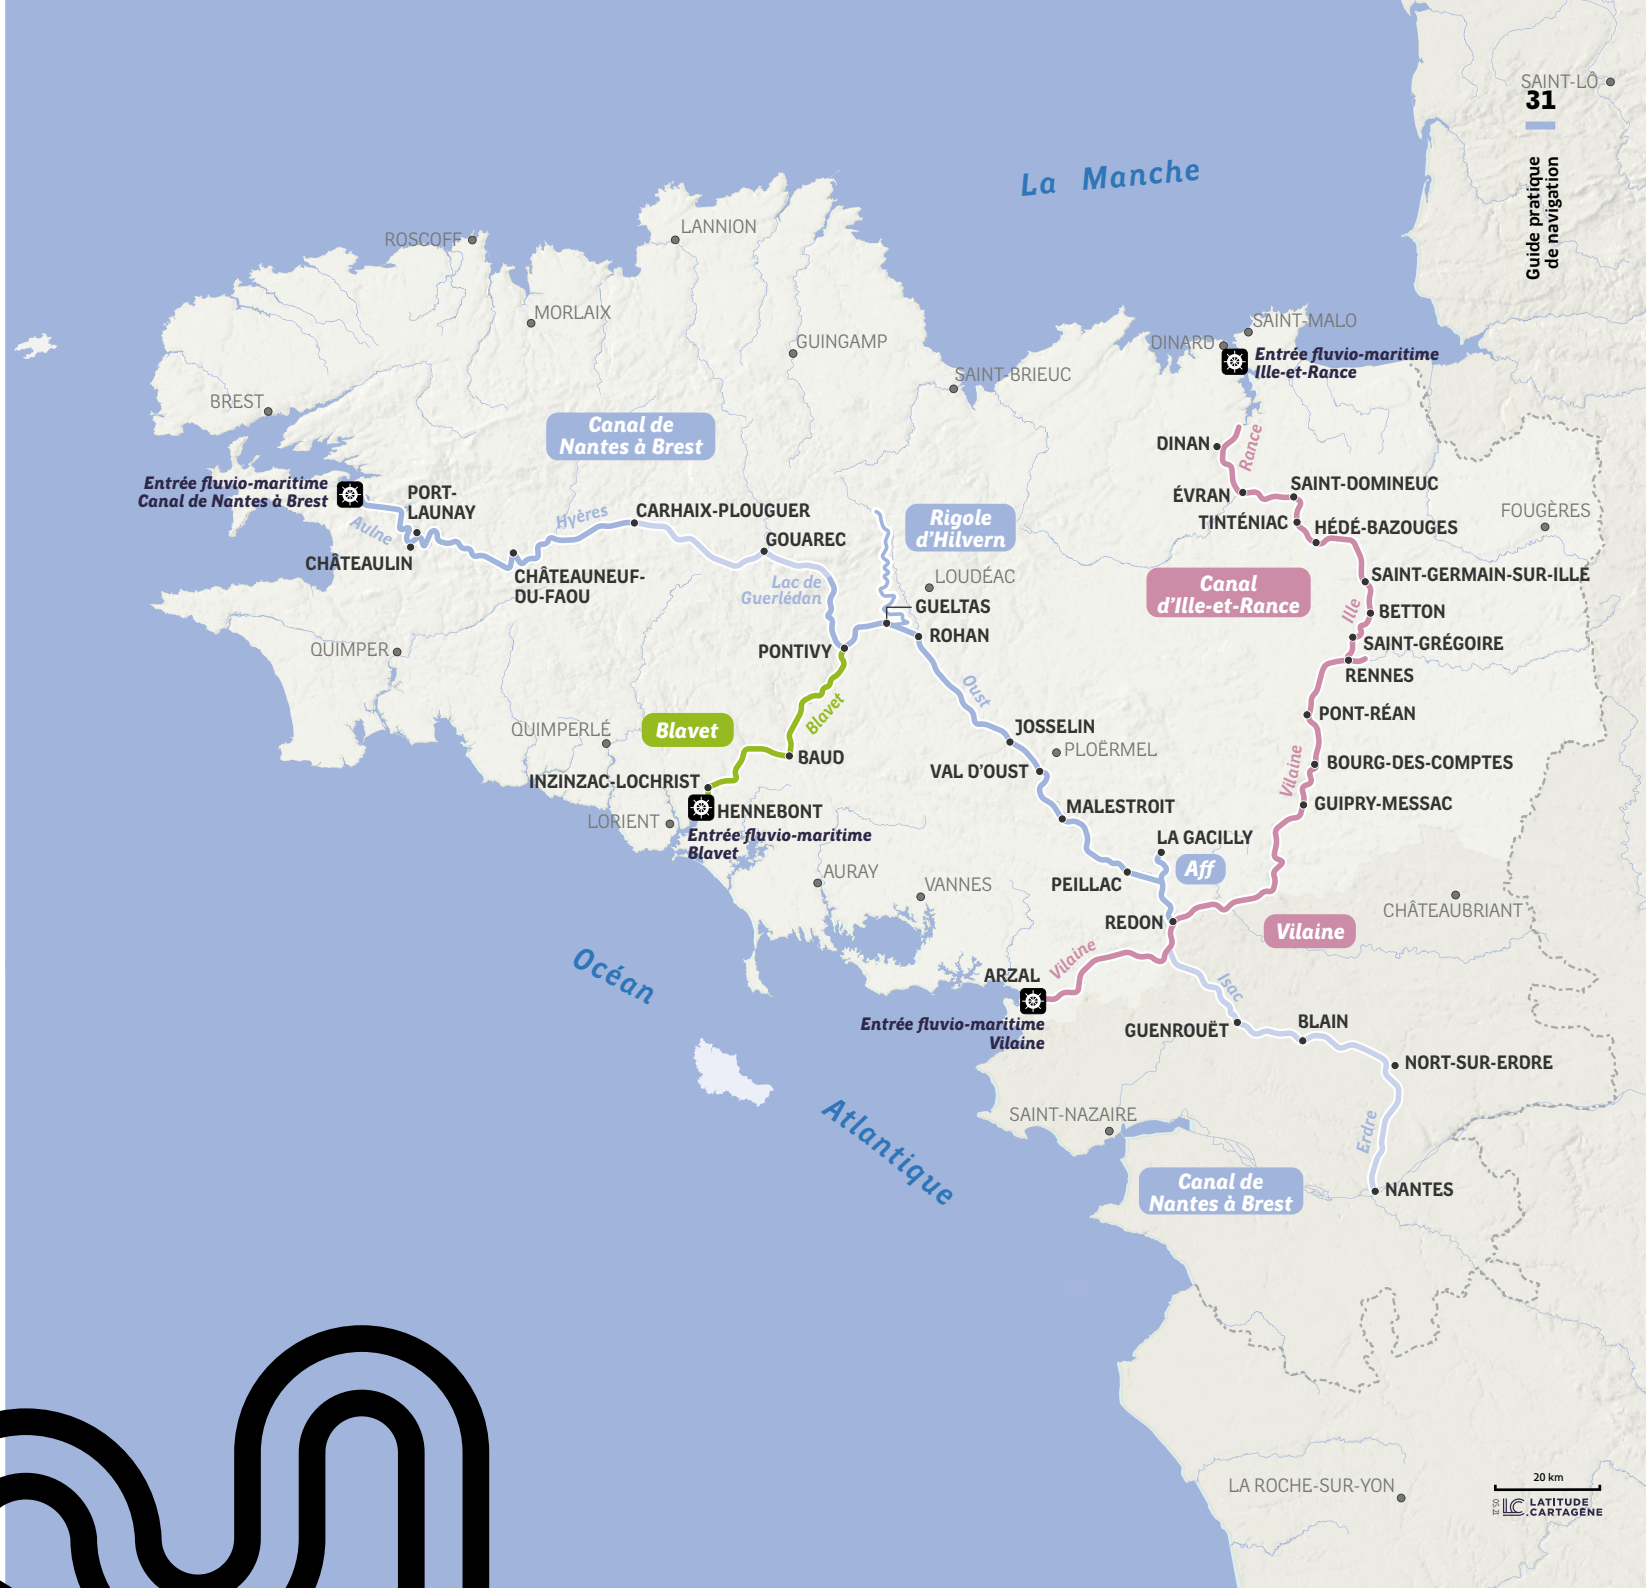 SAINT-LÔ
31
Guide pratique
de navigation
La Manche
LANNION
ROSCOFF
MORLAIX
GUINGAMP
SAINT-MALO
DINARD
Entrée fluvio-maritime
Ille-et-Rance
SAINT-BRIEUC
BREST
Canal de
Nantes à Brest
DINAN
Rance
Entrée fluvio-maritime
Canal de Nantes à Brest
PORT-
LAUNAY
Aulne
CHÂTEAULIN
Hyères
CARHAIX-PLOUGUER
GOUAREC
CHÂTEAUNEUF-
DU-FAOU
Lac de
Guerlédan
Rigole
d'Hilvern
LOUDÉAC
GUELTAS
ROHAN
ÉVRAN
SAINT-DOMINEUC
TINTÉNIAC
HÉDÉ-BAZOUGES
FOUGÈRES
Canal
d'Ille-et-Rance
SAINT-GERMAIN-SUR-ILLE
Ille
BETTON
SAINT-GRÉGOIRE
RENNES
QUIMPER
PONTIVY
Oust
Blavet
Blavet
QUIMPERLÉ
BAUD
INZINZAC-LOCHRIST
HENNEBONT
LORIENT
Entrée fluvio-maritime
Blavet
JOSSELIN
PLOËRMEL
VAL D'OUST
MALESTROIT
PONT-RÉAN
BOURG-DES-COMPTES
Vilaine
GUIPRY-MESSAC
LA GACILLY
Aff
PEILLAC
AURAY
VANNES
CHÂTEAUBRIANT
REDON
Vilaine
Vilaine
ARZAL
Entrée fluvio-maritime
Vilaine
Océan
Atlantique
Isac
GUENROUËT
BLAIN
NORT-SUR-ERDRE
Erdre
SAINT-NAZAIRE
Canal de
Nantes à Brest
NANTES
LA ROCHE-SUR-YON
20 km
LC LATITUDE
.CARTAGÈNE